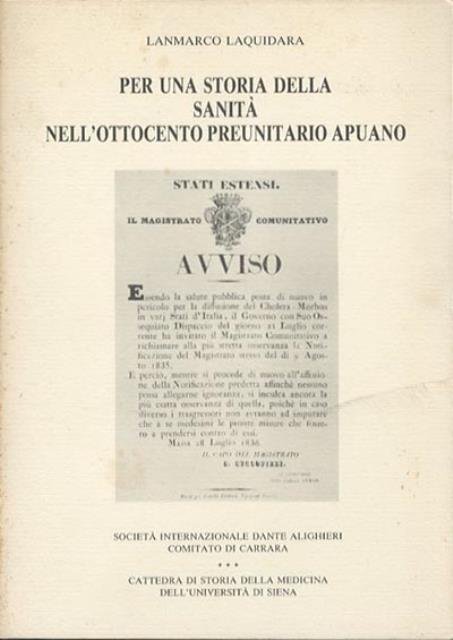 LANMARCO LAQUIDARA
PER UNA STORIA DELLA
SANITÀ
NELL'OTTOCENTO PREUNITARIO APUANO
STATI ESTENSI.
IL MAGISTRATO COMUNITATIVO
AVVISO
Essendo la salute pubblica posta di nuovo in
pericolo per la diffusione del Cholera Morbus
in varj Stati d'Italia, il Governo con Suo Os-
sequiato Dispaccio del giorno 21 Luglio cor-
rente ha invitato il Magistrato Comunitativo a
richiamare alla più stretta osservanza la Noti-
ficazione del Magistrato stesso del dì 9 Ago-
sto 1835.
E perciò, mentre si procede di nuovo all'affissio-
ne della Notificazione predetta affinchè nessuno
possa allegarne ignoranza, si inculca ancora la
più esatta osservanza di quella, poichè in caso
diverso i trasgressori non avranno ad imputare
che a se medesimi le pronte misure che fosse-
ro a prendersi contro di essi.
Massa 28 Luglio 1836.
IL CAPO DEL MAGISTRATO
SOCIETÀ INTERNAZIONALE DANTE ALIGHIERI
COMITATO DI CARRARA
* * *
CATTEDRA DI STORIA DELLA MEDICINA
DELL'UNIVERSITÀ DI SIENA